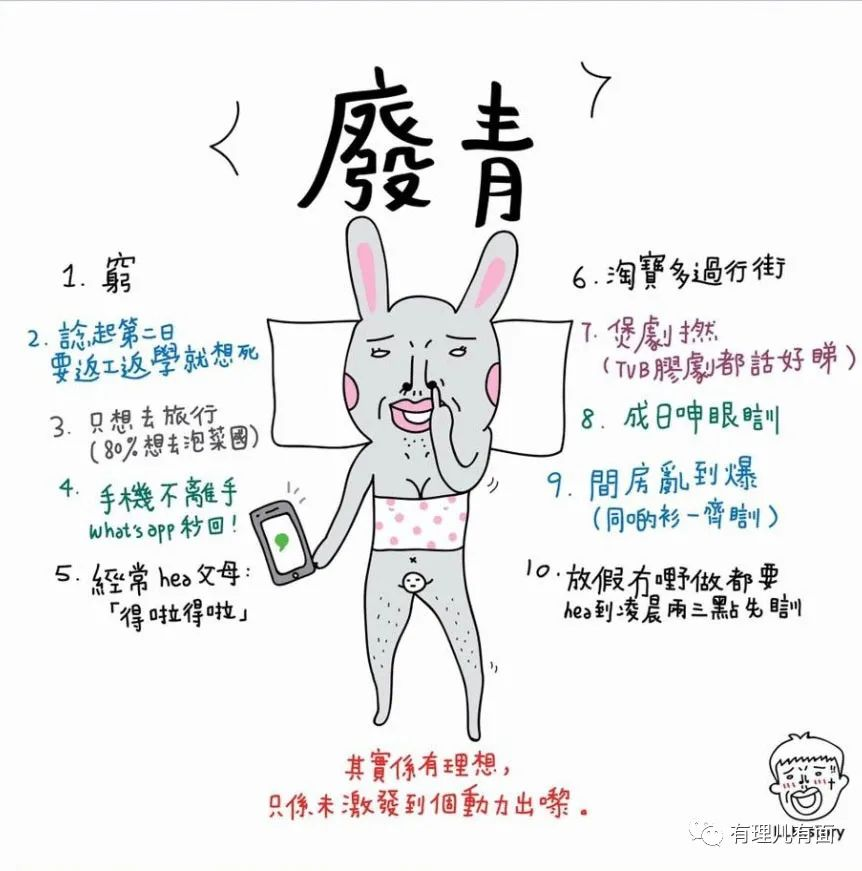 廢青
1. 窮
2. 諗起第二日
要返工返學就想死
3. 只想去旅行
(80%想去泡菜國)
4. 手機不離手
What's app 秒回!
5. 經常 hea 父母:
「得啦得啦」
6. 淘寶多過行街
7. 煲劇撚
(TVB膠劇都話好睇)
8. 成日呻眼瞓
9. 間房亂到爆
(同啲衫一齊瞓)
10. 放假冇嘢做都要
hea到凌晨兩三點先瞓
其實係有理想,
只係未激發到個動力出嚟。
有理儿有面